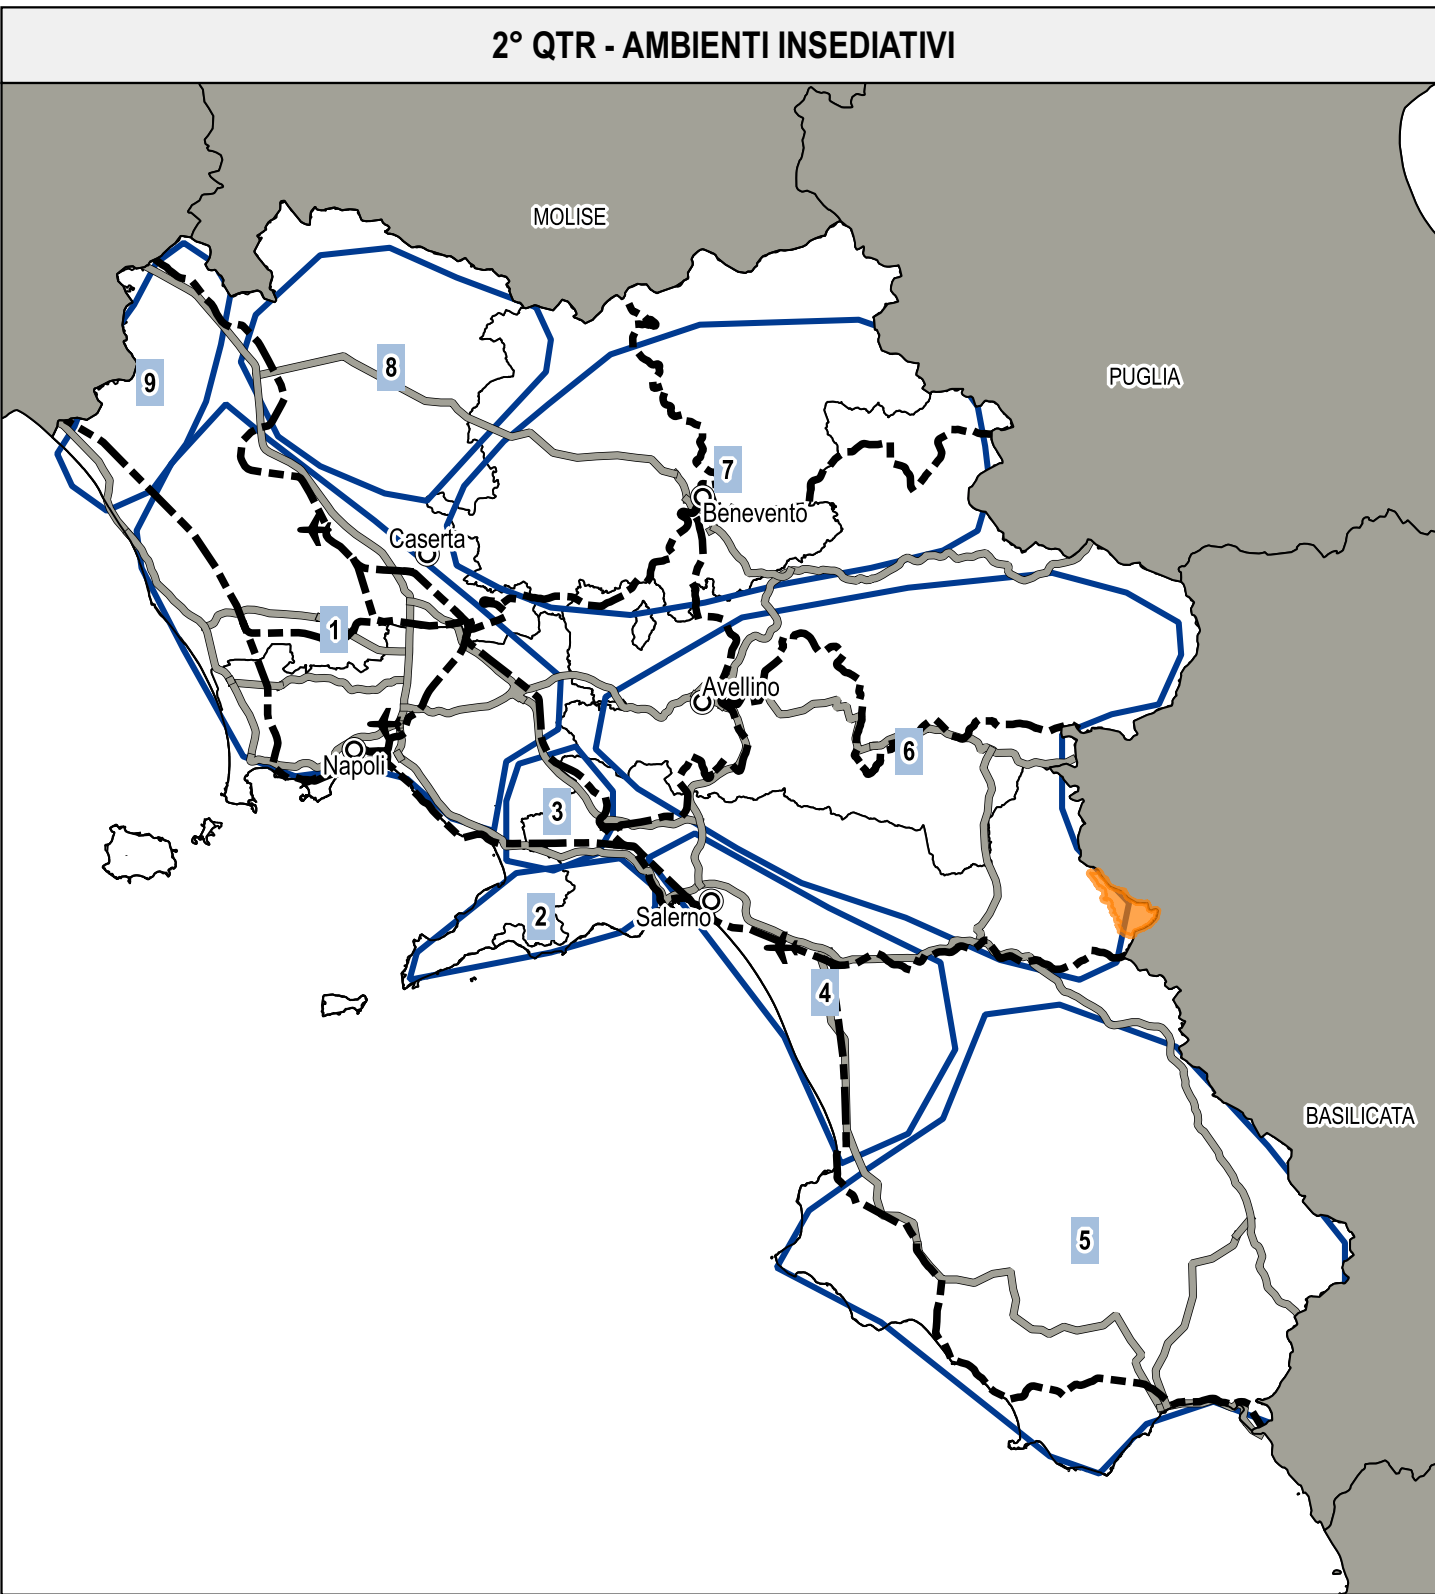 2° QTR - AMBIENTI INSEDIATIVI
MOLISE
PUGLIA
8
9
7
Benevento
Caserta
1
Avellino
6
Napoli
3
2
Salerno
4
BASILICATA
5